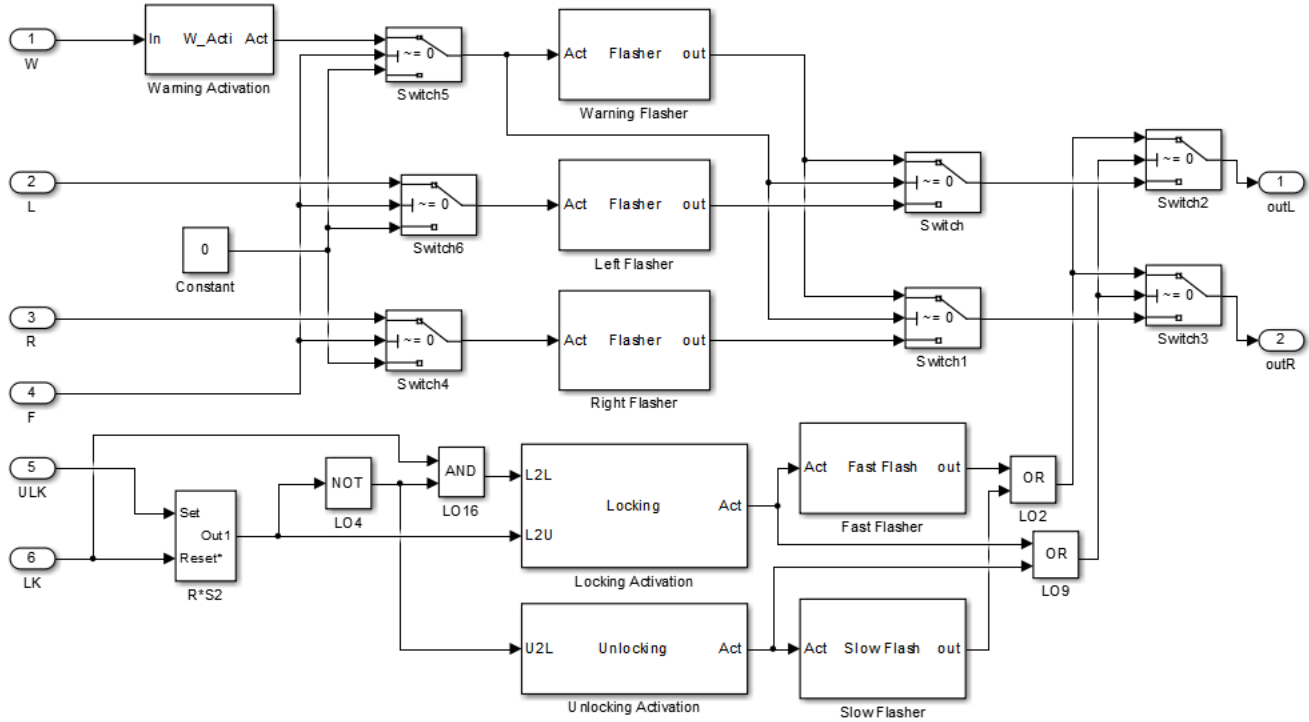 1
W
In W_Acti Act
Warning Activation
~= 0
Switch5
Act Flasher out
Warning Flasher
2
L
~= 0
Switch6
Act Flasher out
Left Flasher
~= 0
Switch
~= 0
Switch2
1
outL
0
Constant
3
R
~= 0
Switch4
Act Flasher out
Right Flasher
~= 0
Switch1
~= 0
Switch3
2
outR
4
F
5
ULK
6
LK
Set
Out1
Reset*
R*S2
NOT
LO4
AND
LO16
L2L
Locking
Act
L2U
Locking Activation
Act Fast Flash out
Fast Flasher
OR
LO2
OR
LO9
U2L Unlocking Act
Unlocking Activation
Act Slow Flash out
Slow Flasher